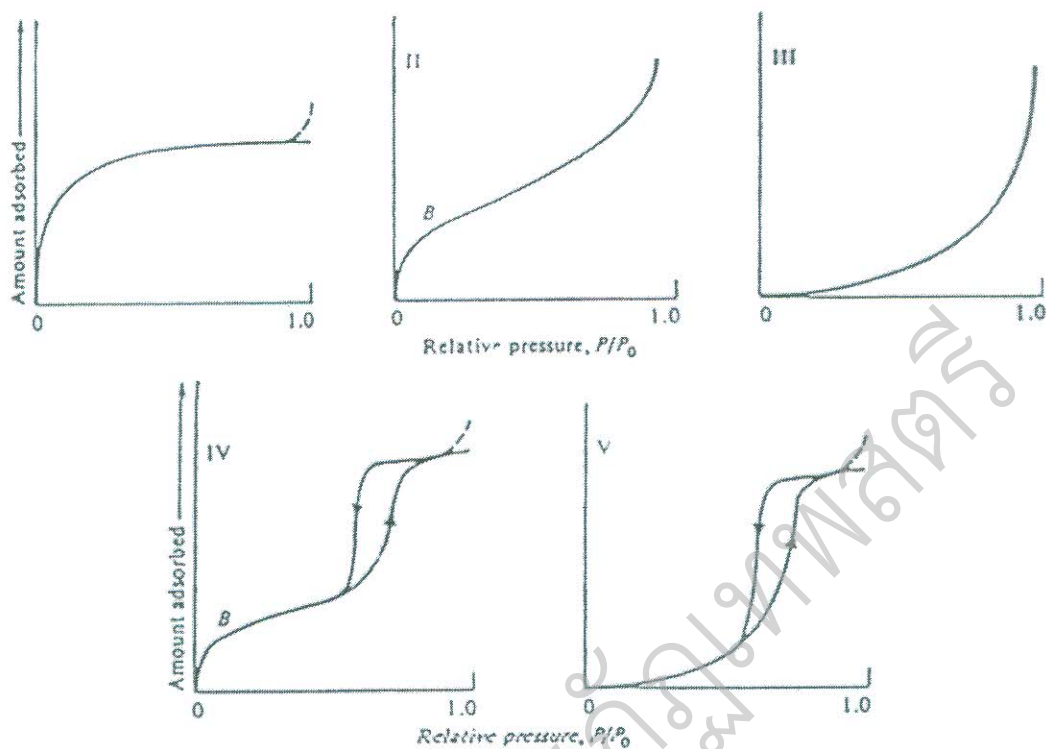 Amount adsorbed
0
1.0
II
B
0
1.0
III
0
1.0
Relative pressure, P/P₀
Amount adsorbed
IV
B
0
1.0
V
0
1.0
Relative pressure, P/P₀